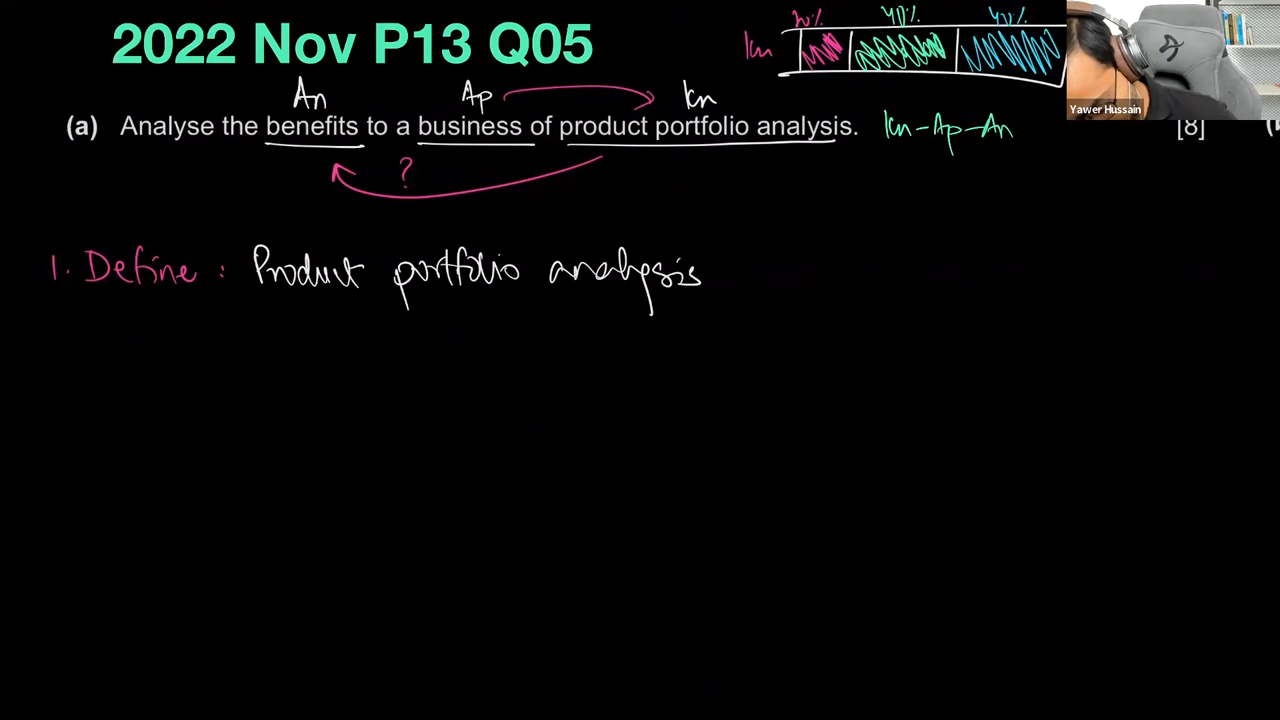 2022 Nov P13 Q05
20% 40% 40%
Kn
An Ap Kn
(a) Analyse the benefits to a business of product portfolio analysis. Kn-Ap-An [8]
?
1. Define: Product portfolio analysis
Yawer Hussain